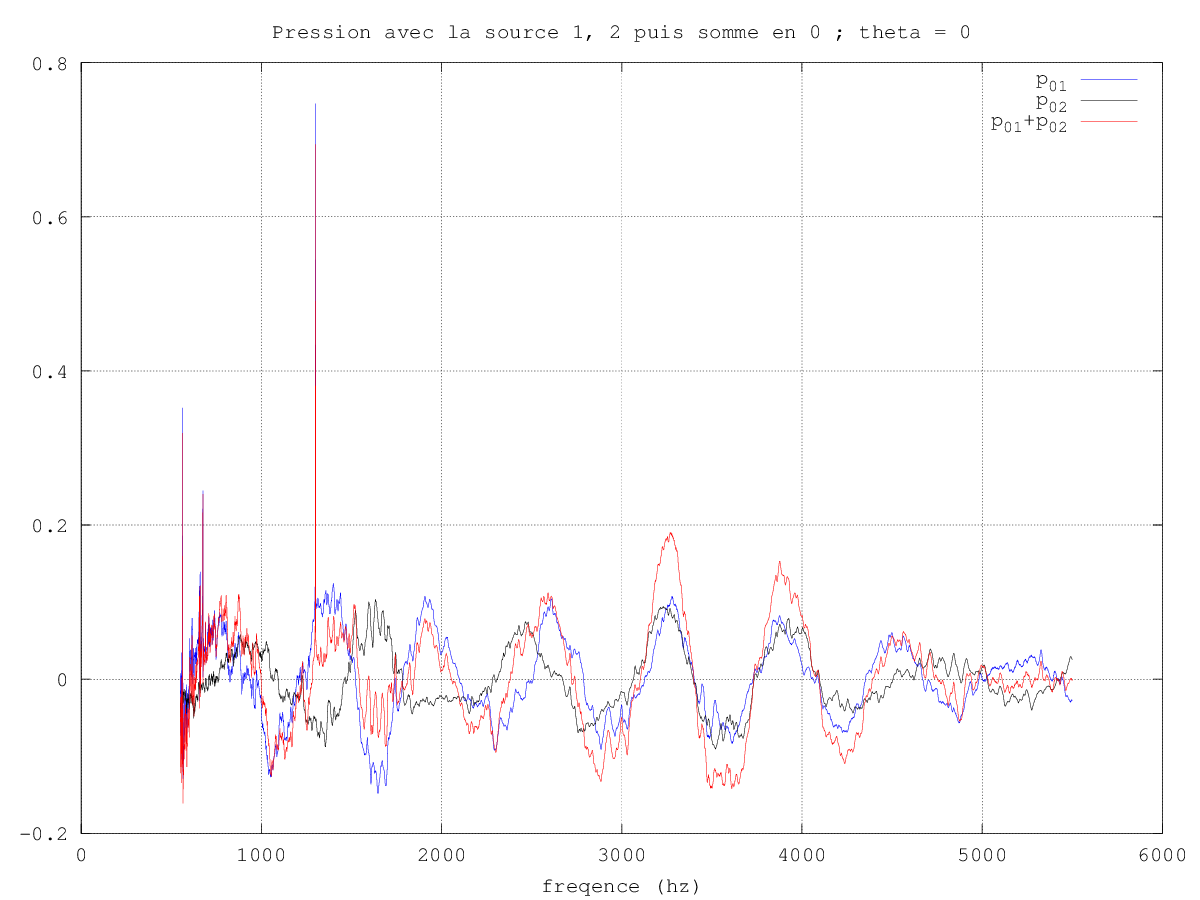 Pression avec la source 1, 2 puis somme en 0 ; theta = 0
0.8
p01
p02
p01+p02
0.6
0.4
0.2
0
-0.2
0 1000 2000 3000 4000 5000 6000
freqence (hz)